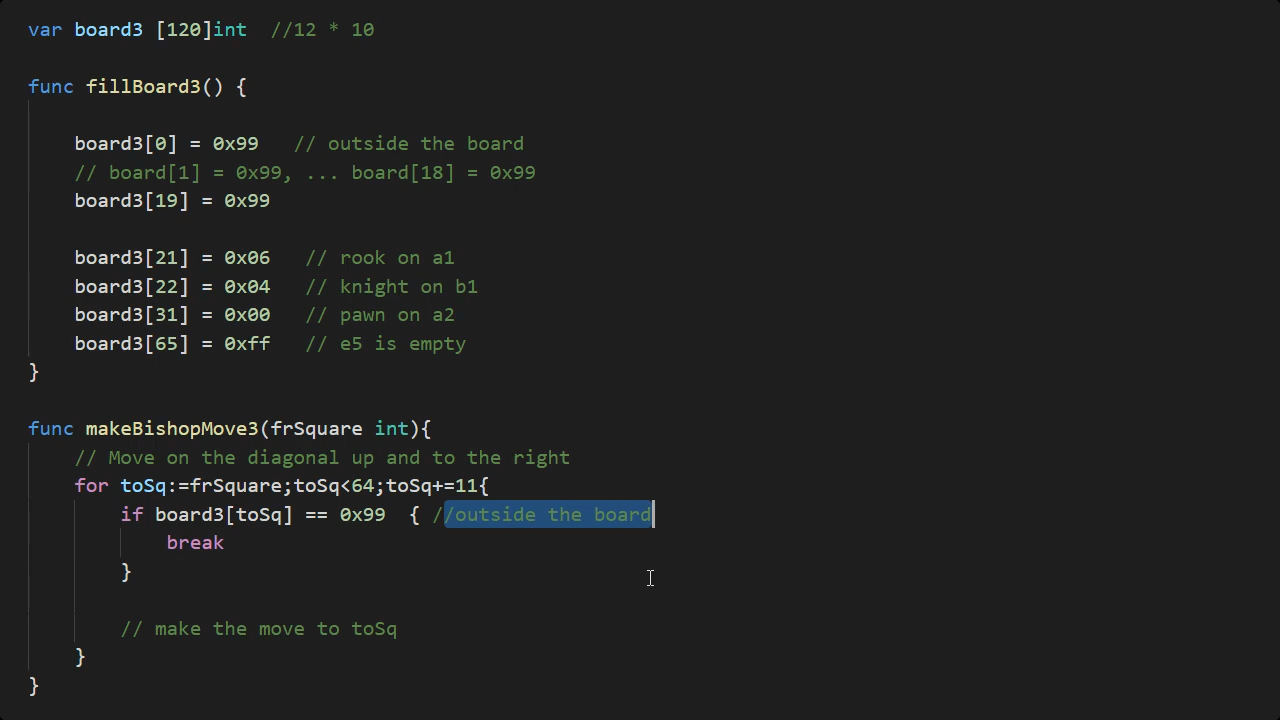 var board3 [120]int  //12 * 10
func fillBoard3() {
board3[0] = 0x99   // outside the board
// board[1] = 0x99, ... board[18] = 0x99
board3[19] = 0x99
board3[21] = 0x06   // rook on a1
board3[22] = 0x04   // knight on b1
board3[31] = 0x00   // pawn on a2
board3[65] = 0xff   // e5 is empty
}
func makeBishopMove3(frSquare int){
// Move on the diagonal up and to the right
for toSq:=frSquare;toSq<64;toSq+=11{
if board3[toSq] == 0x99  { //outside the board
break
}
// make the move to toSq
}
}